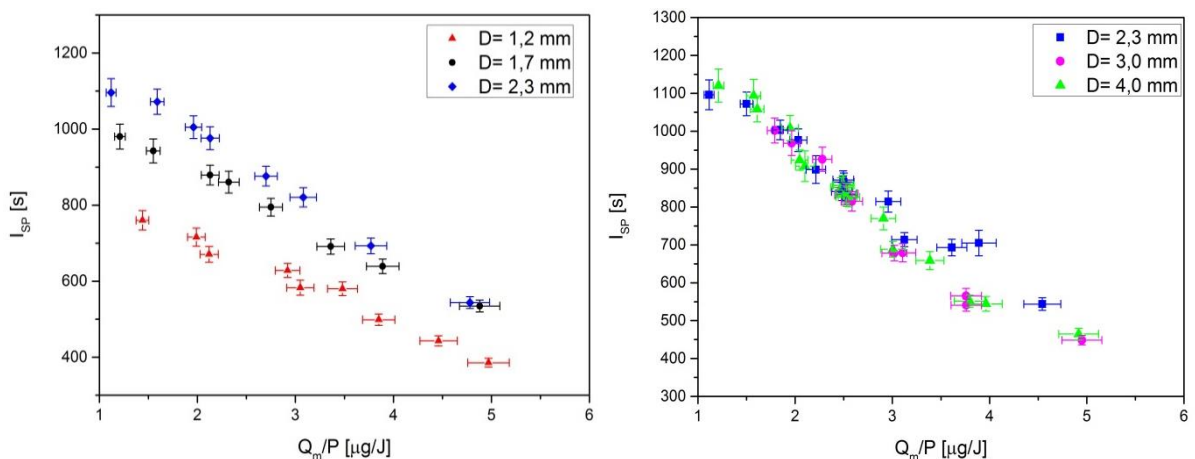 D= 1,2 mm
D= 1,7 mm
D= 2,3 mm
1200
1000
800
600
400
I_SP [s]
1 2 3 4 5 6
Q_m/P [µg/J]
D= 2,3 mm
D= 3,0 mm
D= 4,0 mm
1300
1200
1100
1000
900
800
700
600
500
400
300
I_SP [s]
1 2 3 4 5 6
Q_m/P [µg/J]